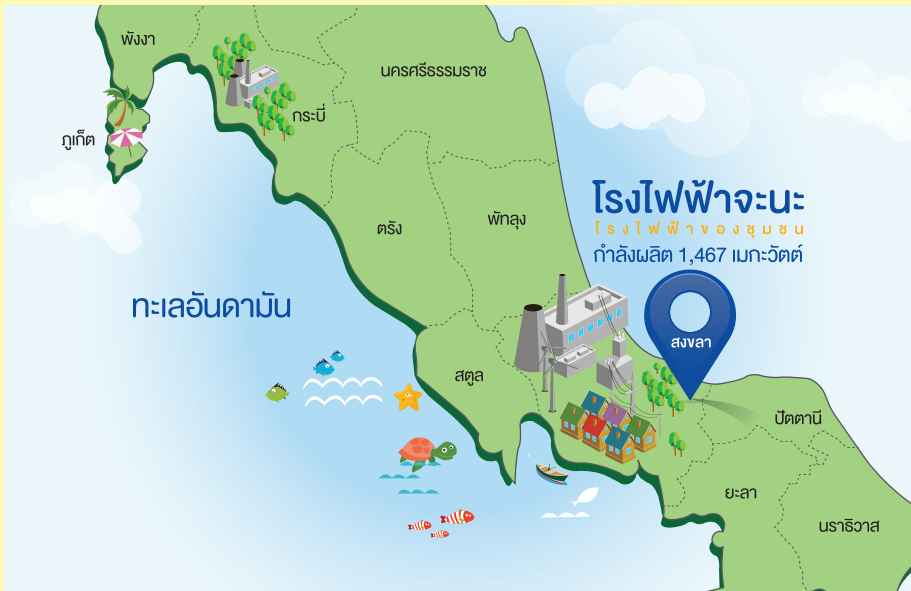 พังงา
นครศรีธรรมราช
กระบี่
ภูเก็ต
โรงไฟฟ้าจะนะ
โรงไฟฟ้าของชุมชน
กำลังผลิต 1,467 เมกะวัตต์
ตรัง
พัทลุง
ทะเลอันดามัน
สงขลา
สตูล
ปัตตานี
ยะลา
นราธิวาส